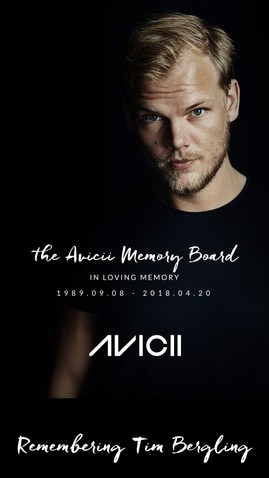 the Avicii Memory Board
IN LOVING MEMORY
1989.09.08 - 2018.04.20
AVICII
Remembering Tim Bergling